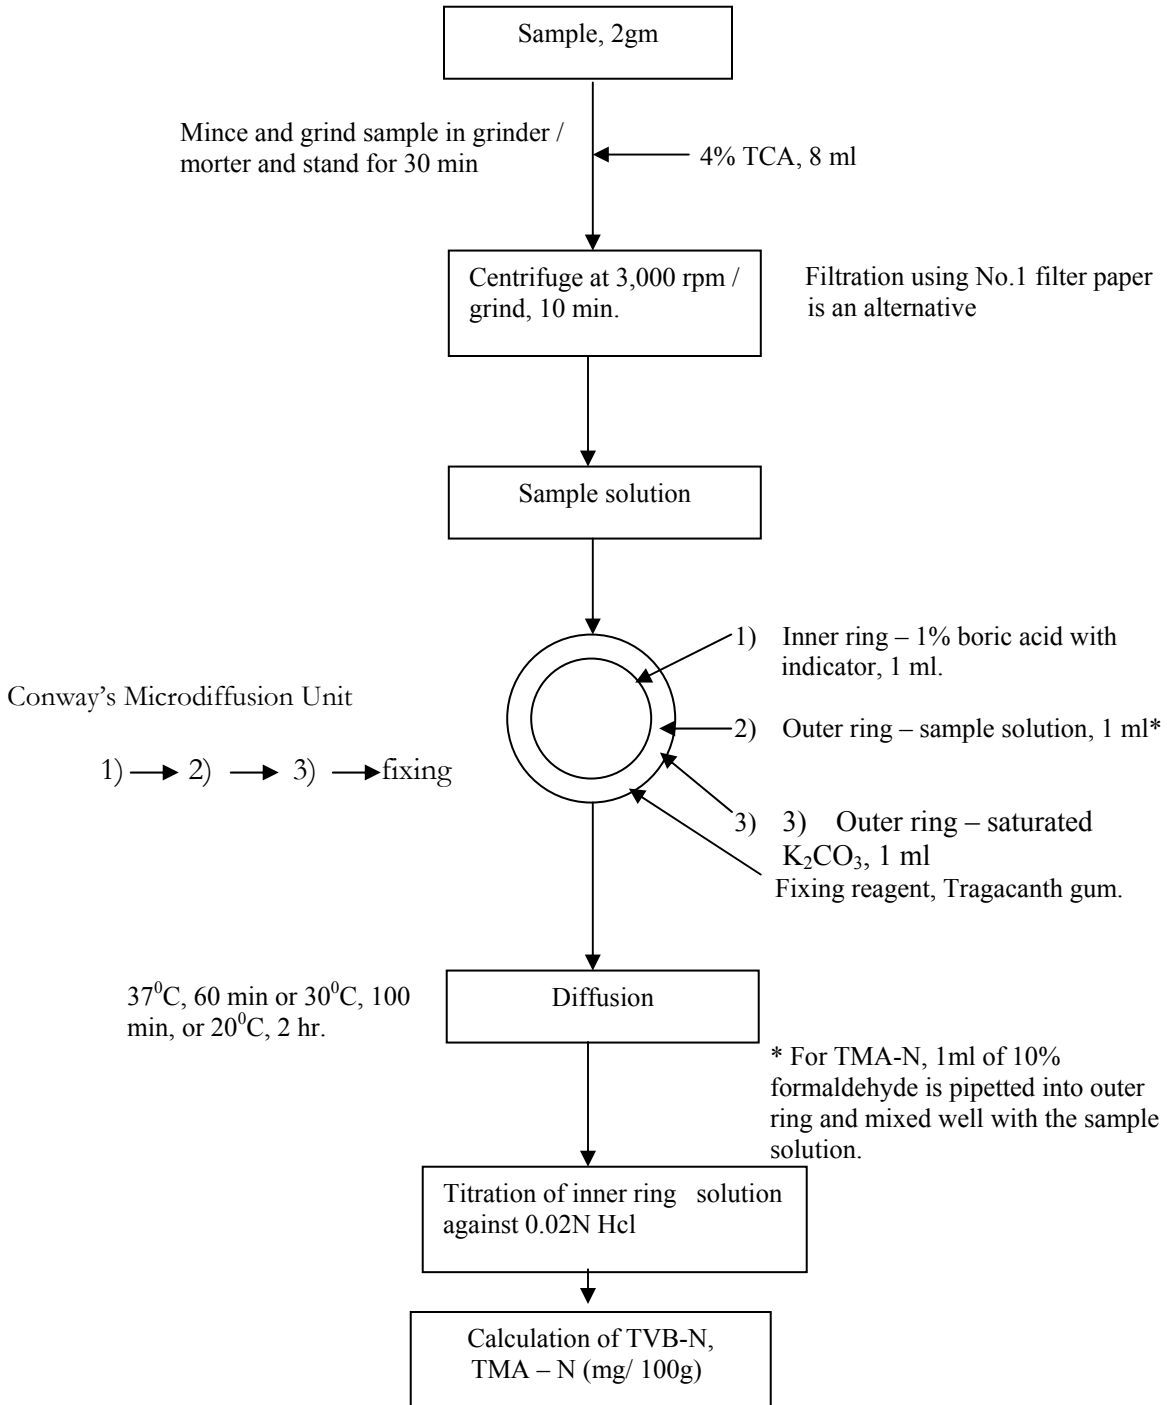 Sample, 2gm
Mince and grind sample in grinder /
morter and stand for 30 min
4% TCA, 8 ml
Centrifuge at 3,000 rpm /
grind, 10 min.
Filtration using No.1 filter paper
is an alternative
Sample solution
Conway's Microdiffusion Unit
1) → 2) → 3) → fixing
1) Inner ring – 1% boric acid with
indicator, 1 ml.
2) Outer ring – sample solution, 1 ml*
3) 3) Outer ring – saturated
K₂CO₃, 1 ml
Fixing reagent, Tragacanth gum.
37⁰C, 60 min or 30⁰C, 100
min, or 20⁰C, 2 hr.
Diffusion
* For TMA-N, 1ml of 10%
formaldehyde is pipetted into outer
ring and mixed well with the sample
solution.
Titration of inner ring solution
against 0.02N Hcl
Calculation of TVB-N,
TMA – N (mg/ 100g)